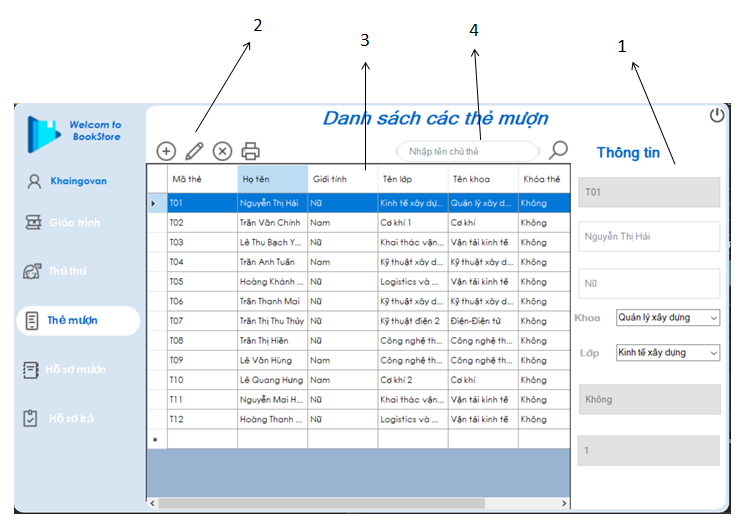 2
3
4
1
Welcom to
BookStore
Danh sách các thẻ mượn
Nhập tên chủ thẻ
Thông tin
Khaingovan
Giáo trình
Thủ thư
Thẻ mượn
Hồ sơ mượn
Hồ sơ trả
Mã thẻ Họ tên Giới tính Tên lớp Tên khoa Khóa thẻ
T01 Nguyễn Thị Hải Nữ Kinh tế xây dự... Quản lý xây d... Không
T02 Trần Văn Chính Nam Cơ khí 1 Cơ khí Không
T03 Lê Thu Bạch Y... Nữ Khai thác vận... Vận tải kinh tế Không
T04 Trần Anh Tuấn Nam Kỹ thuật xây d... Kỹ thuật xây d... Không
T05 Hoàng Khánh ... Nữ Logistics và ... Vận tải kinh tế Không
T06 Trần Thanh Mai Nữ Kỹ thuật xây d... Kỹ thuật xây d... Không
T07 Trần Thị Thu Thủy Nữ Kỹ thuật điện 2 Điện-Điện tử Không
T08 Trần Thị Hiền Nữ Công nghệ th... Công nghệ th... Không
T09 Lê Văn Hùng Nam Công nghệ th... Công nghệ th... Không
T10 Lê Quang Hưng Nam Cơ khí 2 Cơ khí Không
T11 Nguyễn Mai H... Nữ Khai thác vận... Vận tải kinh tế Không
T12 Hoàng Thanh ... Nữ Logistics và ... Vận tải kinh tế Không
T01
Nguyễn Thị Hải
Nữ
Khoa Quản lý xây dựng
Lớp Kinh tế xây dựng
Không
1